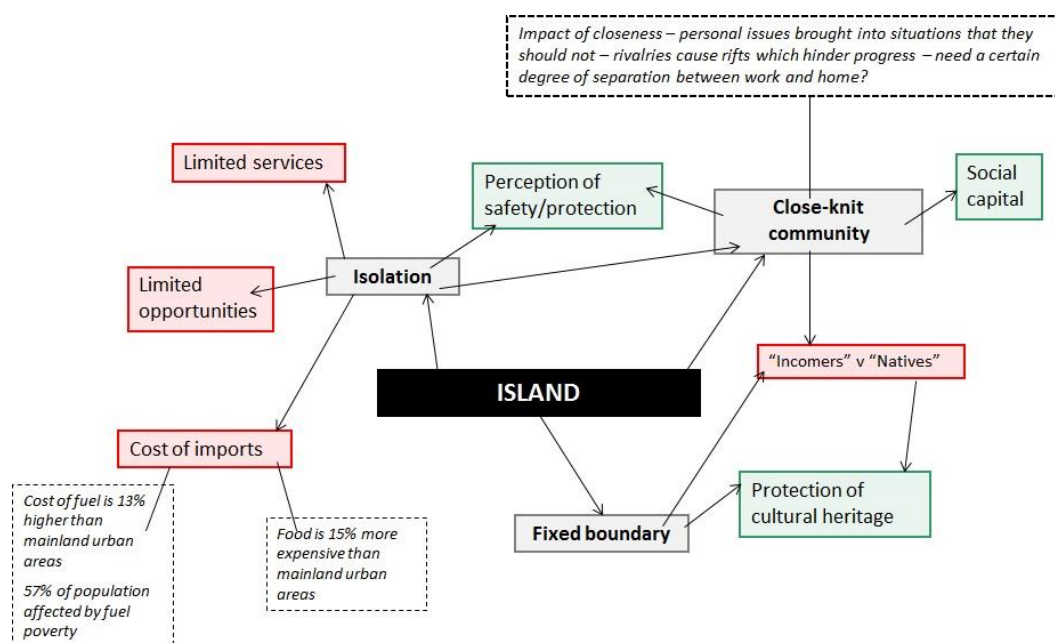 Impact of closeness – personal issues brought into situations that they
should not – rivalries cause rifts which hinder progress – need a certain
degree of separation between work and home?
Limited services
Perception of
safety/protection
Close-knit
community
Social
capital
Isolation
Limited
opportunities
ISLAND
“Incomers” v “Natives”
Cost of imports
Cost of fuel is 13%
higher than
mainland urban
areas
57% of population
affected by fuel
poverty
Food is 15% more
expensive than
mainland urban
areas
Fixed boundary
Protection of
cultural heritage